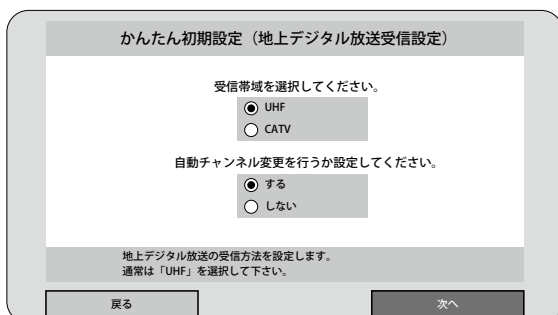 かんたん初期設定（地上デジタル放送受信設定）
受信帯域を選択してください。
UHF
CATV
自動チャンネル変更を行うか設定してください。
する
しない
地上デジタル放送の受信方法を設定します。
通常は「UHF」を選択して下さい。
戻る
次へ